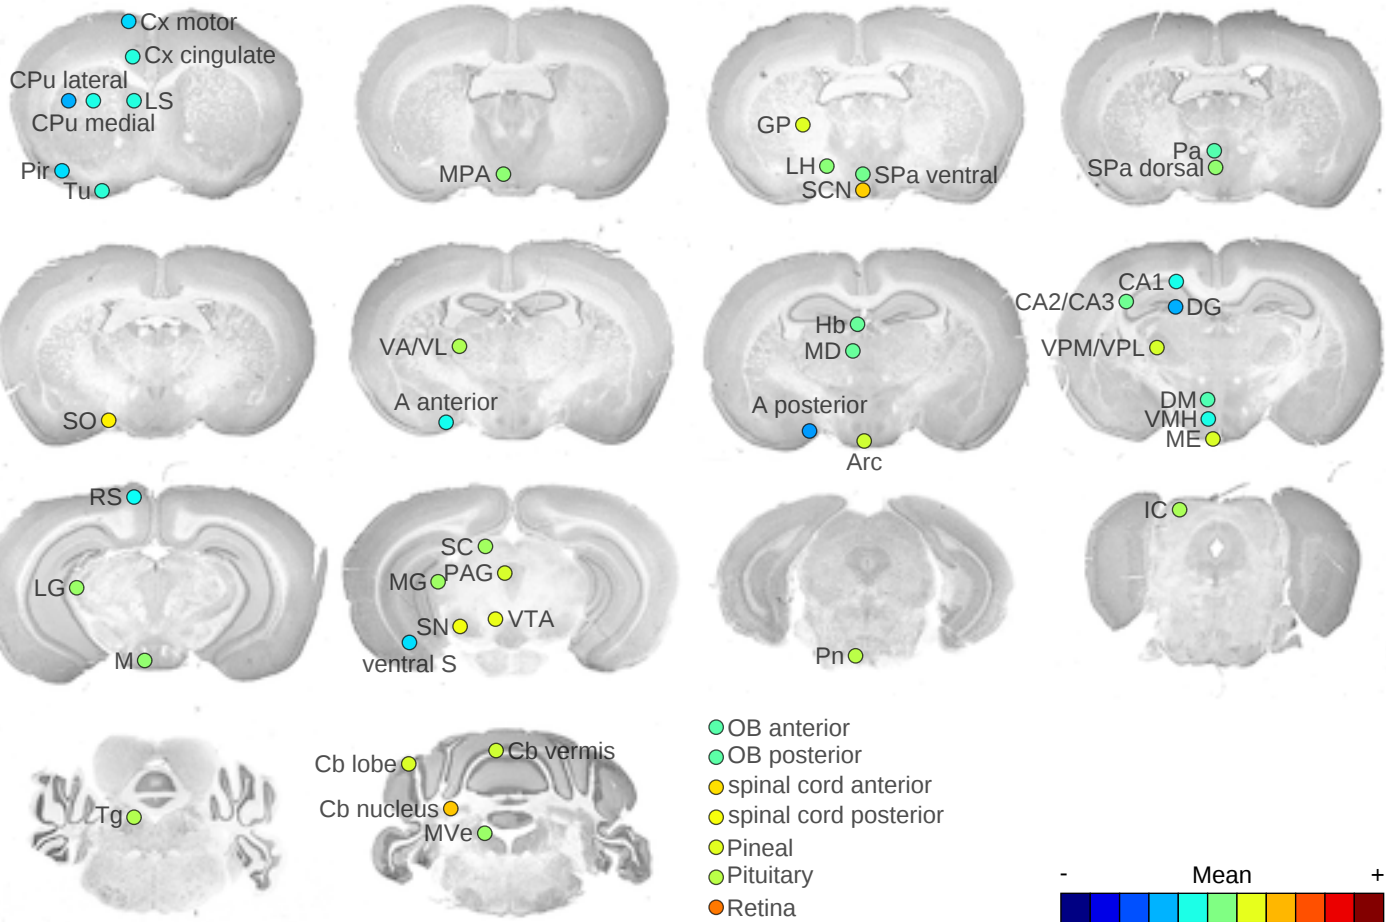 Cx motor
Cx cingulate
CPu lateral
LS
CPu medial
Pir
Tu
MPA
GP
LH
SPa ventral
SCN
Pa
SPa dorsal
SO
VA/VL
A anterior
Hb
MD
A posterior
Arc
CA1
CA2/CA3
DG
VPM/VPL
DM
VMH
ME
RS
LG
M
SC
MG
PAG
SN
VTA
ventral S
Pn
IC
Tg
Cb lobe
Cb vermis
Cb nucleus
MVe
OB anterior
OB posterior
spinal cord anterior
spinal cord posterior
Pineal
Pituitary
Retina
- Mean +